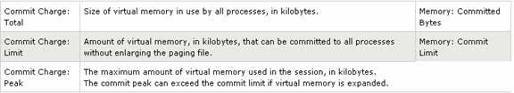 Commit Charge: Total
Size of virtual memory in use by all processes, in kilobytes.
Memory: Committed Bytes
Commit Charge: Limit
Amount of virtual memory, in kilobytes, that can be committed to all processes
without enlarging the paging file.
Memory: Commit Limit
Commit Charge: Peak
The maximum amount of virtual memory used in the session, in kilobytes.
The commit peak can exceed the commit limit if virtual memory is expanded.